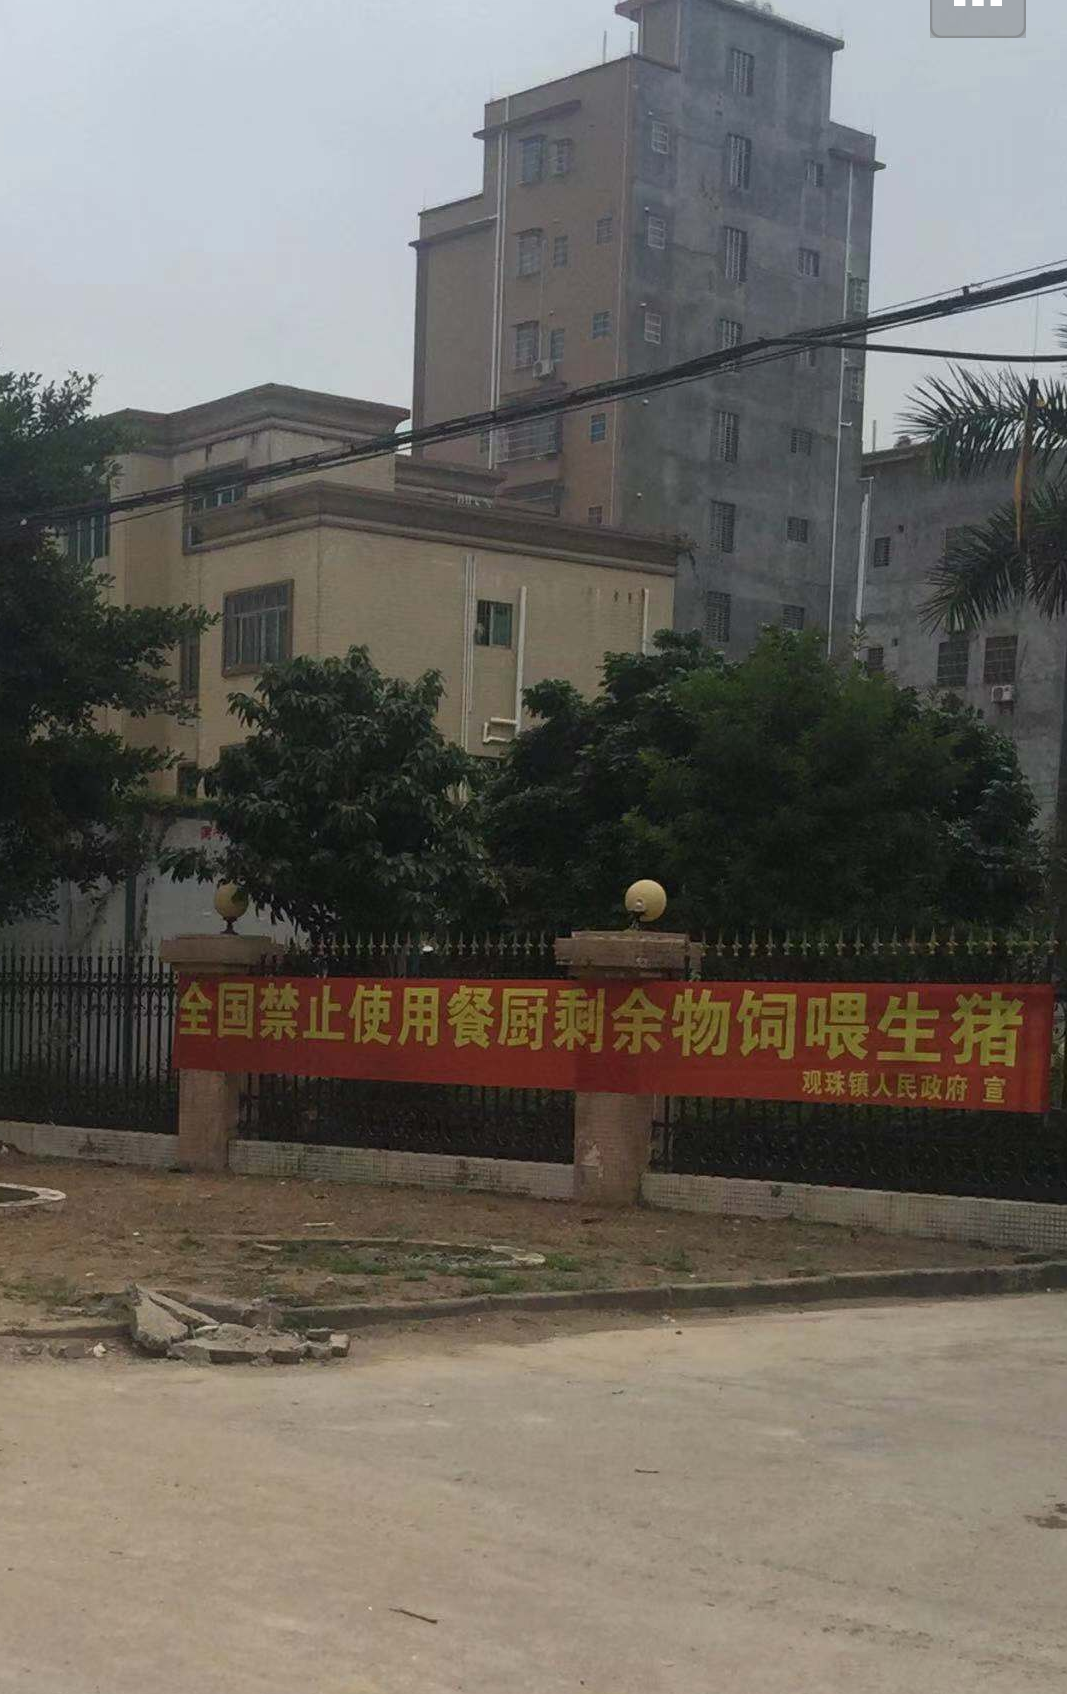 全国禁止使用餐厨剩余物饲喂生猪
观珠镇人民政府 宣